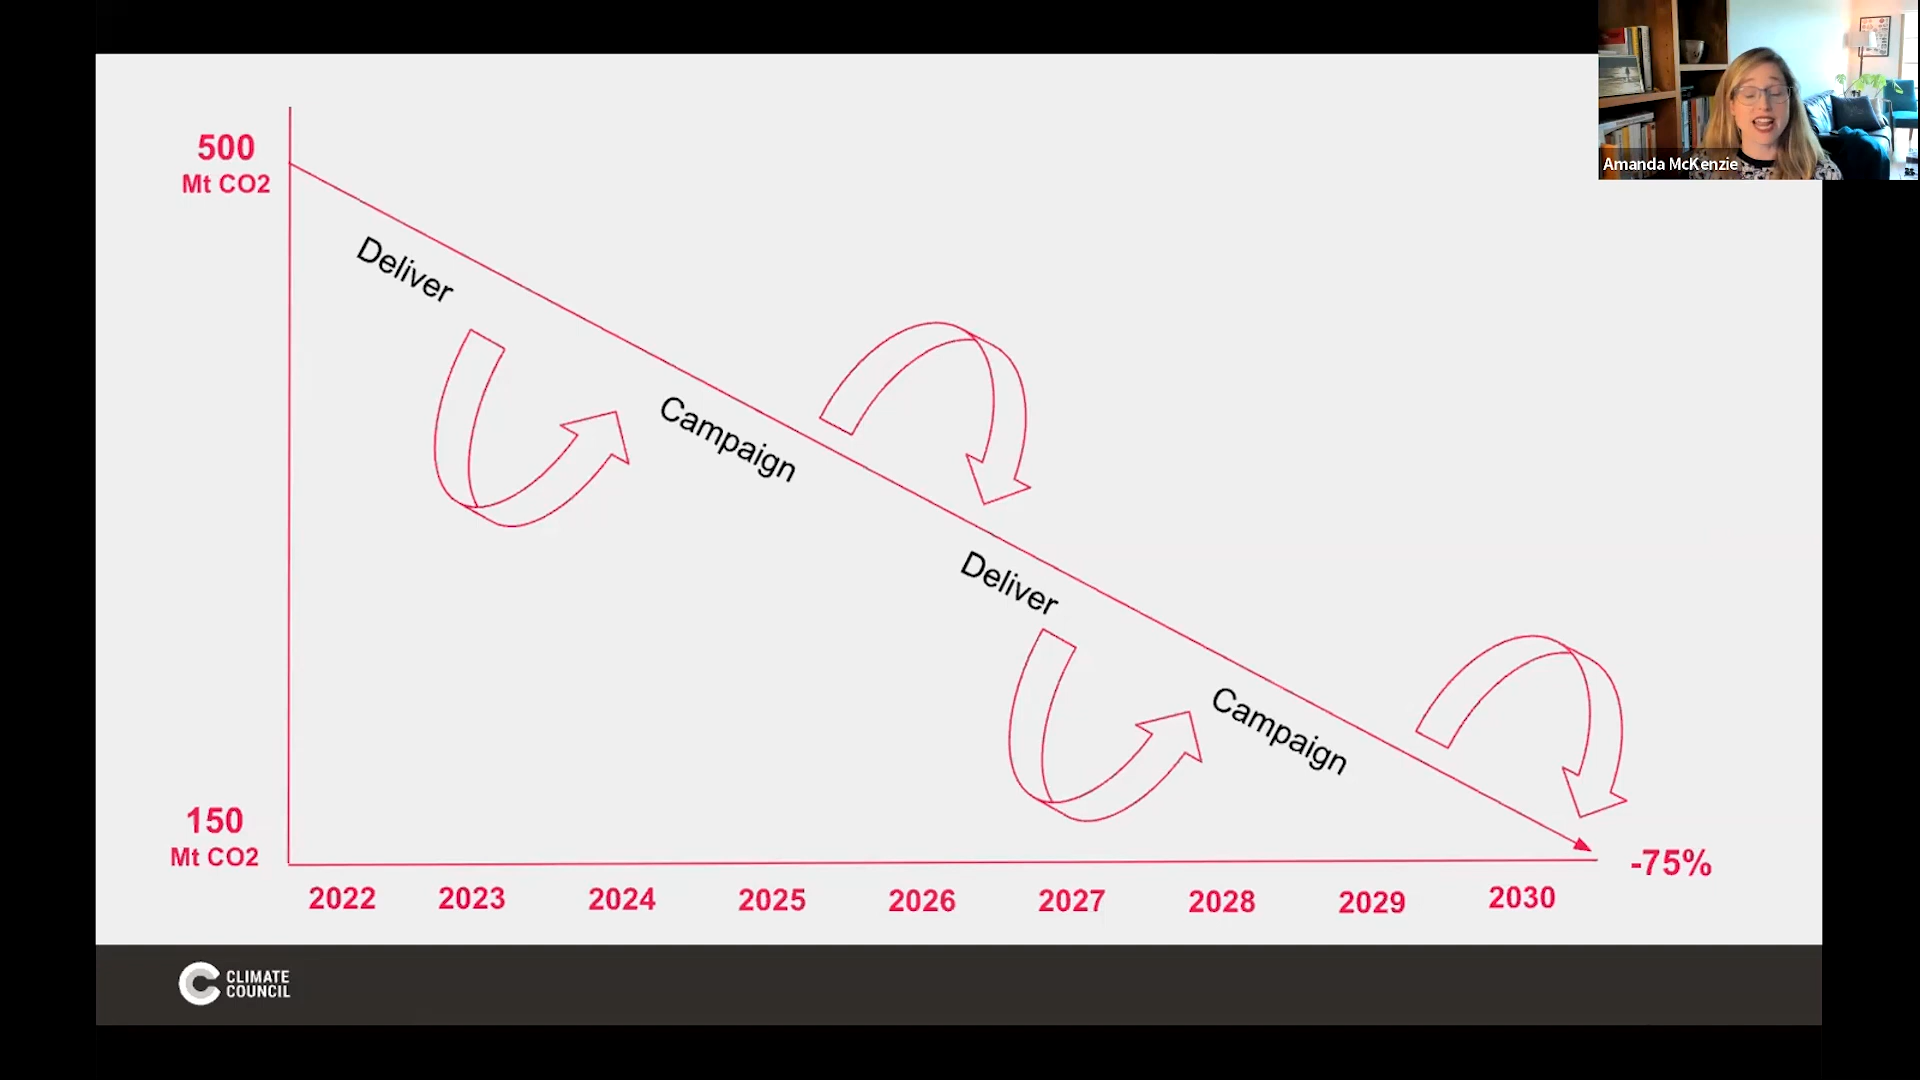 Amanda McKenzie
500
Mt CO2
Deliver
Campaign
Deliver
Campaign
150
Mt CO2
-75%
2022 2023 2024 2025 2026 2027 2028 2029 2030
CLIMATE
COUNCIL